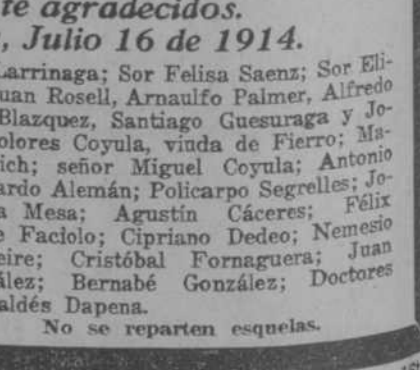 te agradecidos.
, Julio 16 de 1914.
Larrinaga; Sor Felisa Saenz; Sor Eli-
uan Rosell, Arnaulfo Palmer, Alfredo
Blazquez, Santiago Guesuraga y Jo-
olores Coyula, viuda de Fierro; Ma-
ich; señor Miguel Coyula; Antonio
ardo Alemán; Policarpo Segrelles; Jo-
a Mesa; Agustín Cáceres; Félix
e Faciolo; Cipriano Dedeo; Nemesio
eire; Cristóbal Fornaguera; Juan
ález; Bernabé González; Doctores
aldés Dapena.
No se reparten esquelas.